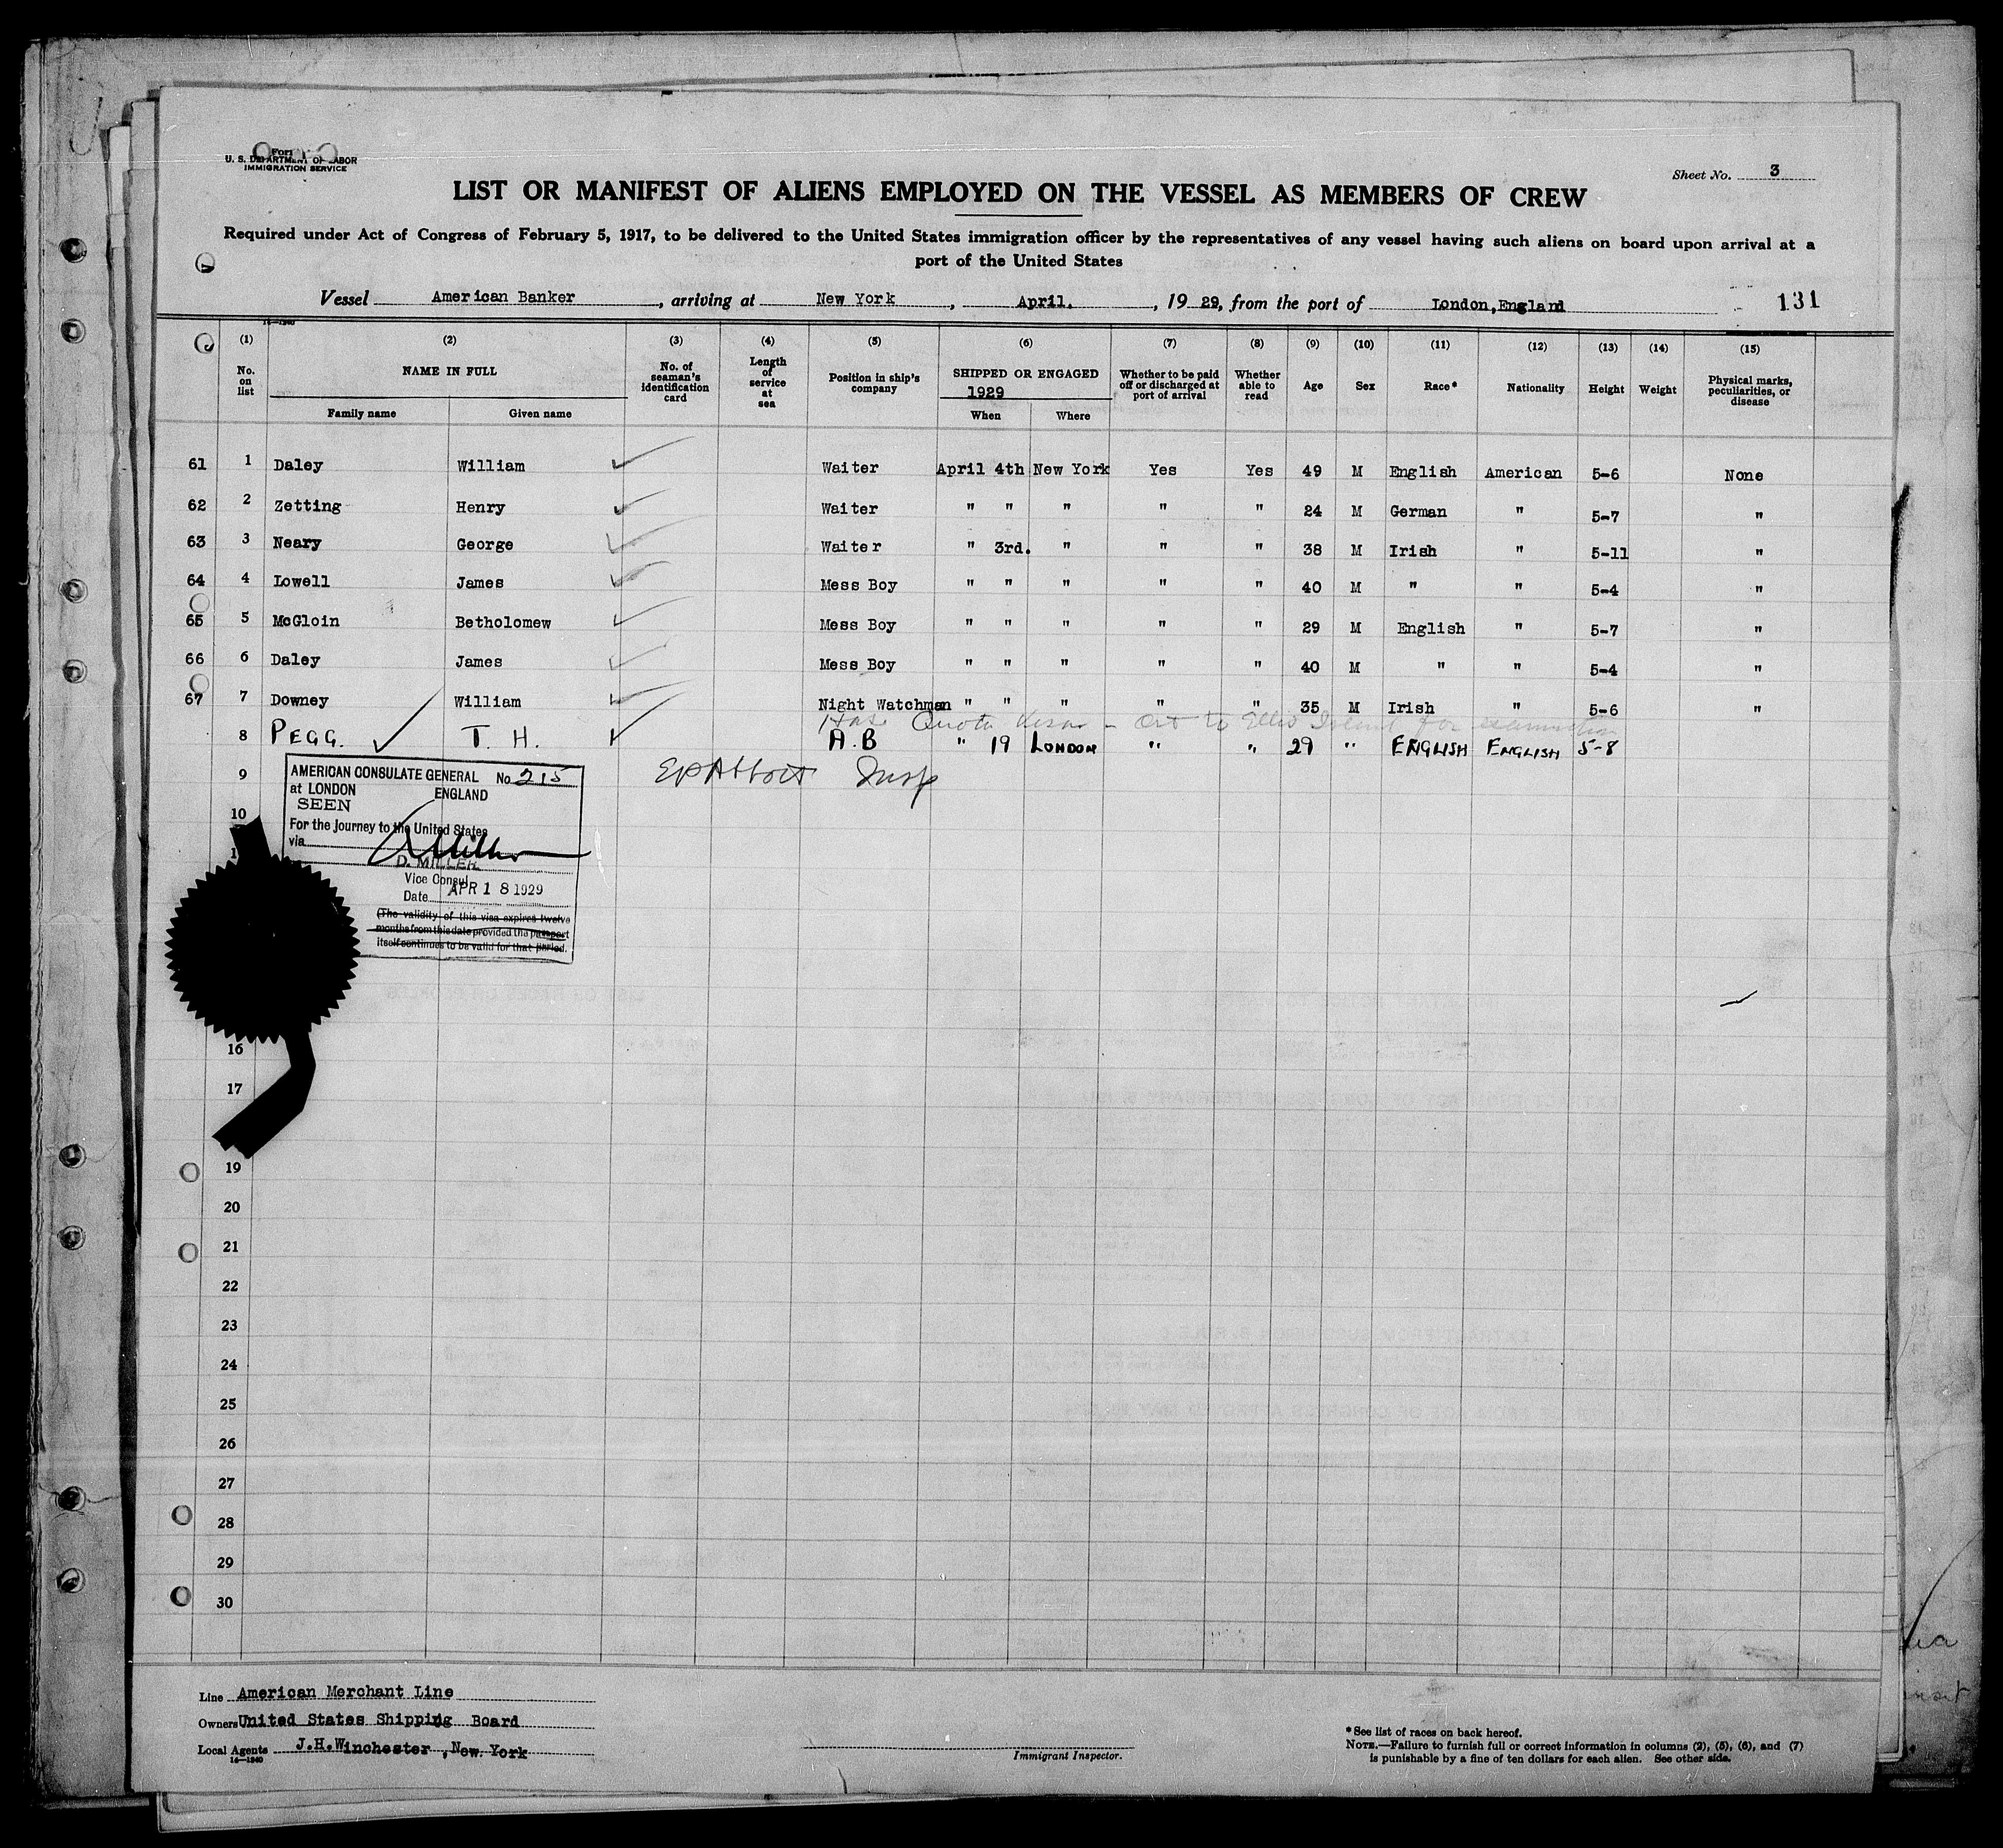 U. S. DEPARTMENT OF LABOR
IMMIGRATION SERVICE
Sheet No. 3
LIST OR MANIFEST OF ALIENS EMPLOYED ON THE VESSEL AS MEMBERS OF CREW
Required under Act of Congress of February 5, 1917, to be delivered to the United States immigration officer by the representatives of any vessel having such aliens on board upon arrival at a
port of the United States
Vessel American Banker, arriving at New York, April. , 19 29, from the port of London,England 131
14—1240
(1) (2) (3) (4) (5) (6) (7) (8) (9) (10) (11) (12) (13) (14) (15)
No. on list NAME IN FULL Family name Given name No. of seaman's identification card Length of service at sea Position in ship's company SHIPPED OR ENGAGED 1929 When Where Whether to be paid off or discharged at port of arrival Whether able to read Age Sex Race* Nationality Height Weight Physical marks, peculiarities, or disease
61 1 Daley William Waiter April 4th New York Yes Yes 49 M English American 5-6 None
62 2 Zetting Henry Waiter " " " " " 24 M German " 5-7 "
63 3 Neary George Waiter " 3rd. " " " 38 M Irish " 5-11 "
64 4 Lowell James Mess Boy " " " " " 40 M " " 5-4 "
65 5 McGloin Betholomew Mess Boy " " " " " 29 M English " 5-7 "
66 6 Daley James Mess Boy " " " " " 40 M " " 5-4 "
67 7 Downey William Night Watchman " " " " " 35 M Irish " 5-6 "
Has Quota Visa - to Ellis Island for examination
8 PEGG. T. H. A.B " 19 LONDON " " 29 " ENGLISH ENGLISH 5-8
9 Insp
AMERICAN CONSULATE GENERAL No 215
at LONDON ENGLAND
SEEN
For the Journey to the United States
via
D. MILLER
Vice Consul
Date APR 18 1929
(The validity of this visa expires twelve
months from this date provided the passport
itself continues to be valid for that period.
10
16
17
19
20
21
22
23
24
25
26
27
28
29
30
Line American Merchant Line
Owners United States Shipping Board
Local Agents J.H.Winchester ,New York
14—1240
Immigrant Inspector.
*See list of races on back hereof.
NOTE.—Failure to furnish full or correct information in columns (2), (5), (6), and (7)
is punishable by a fine of ten dollars for each alien. See other side.